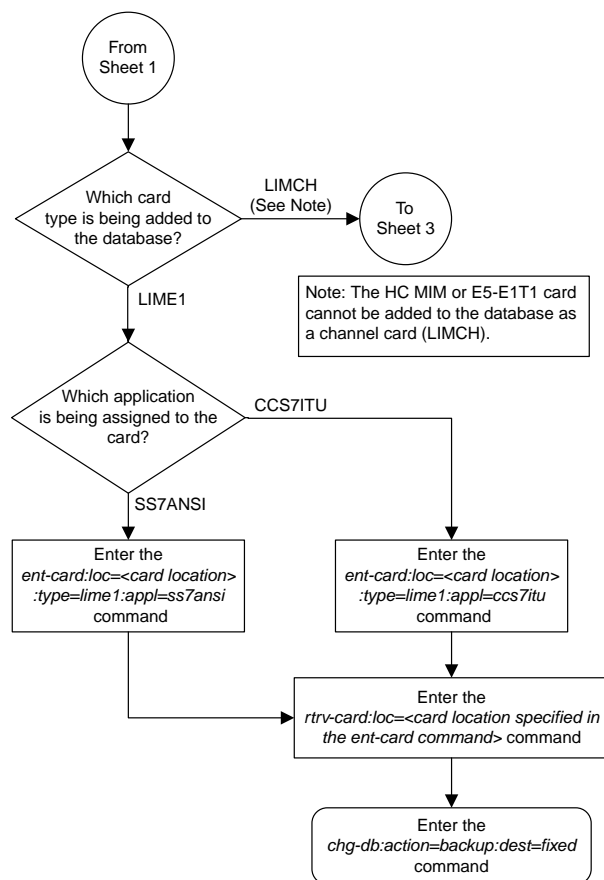 From
Sheet 1
Which card
type is being added to
the database?
LIMCH
(See Note)
To
Sheet 3
LIME1
Note: The HC MIM or E5-E1T1 card
cannot be added to the database as
a channel card (LIMCH).
Which application
is being assigned to the
card?
CCS7ITU
SS7ANSI
Enter the
ent-card:loc=<card location>
:type=lime1:appl=ss7ansi
command
Enter the
ent-card:loc=<card location>
:type=lime1:appl=ccs7itu
command
Enter the
rtrv-card:loc=<card location specified in
the ent-card command> command
Enter the
chg-db:action=backup:dest=fixed
command